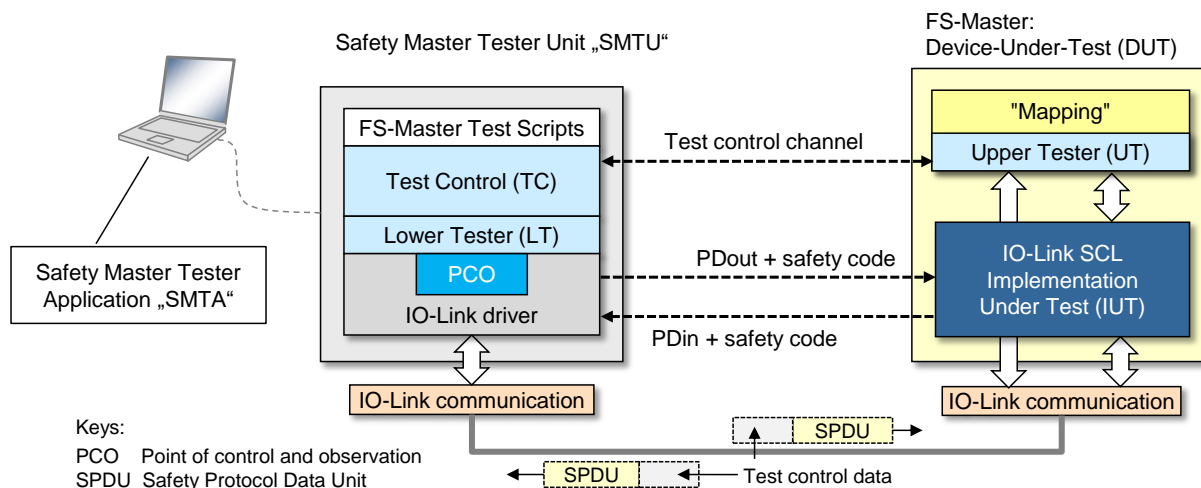 Safety Master Tester Unit „SMTU“
FS-Master:
Device-Under-Test (DUT)
FS-Master Test Scripts
Test Control (TC)
Lower Tester (LT)
PCO
IO-Link driver
Safety Master Tester
Application „SMTA“
Test control channel
PDout + safety code
PDin + safety code
"Mapping"
Upper Tester (UT)
IO-Link SCL
Implementation
Under Test (IUT)
IO-Link communication
IO-Link communication
SPDU
SPDU
Test control data
Keys:
PCO Point of control and observation
SPDU Safety Protocol Data Unit